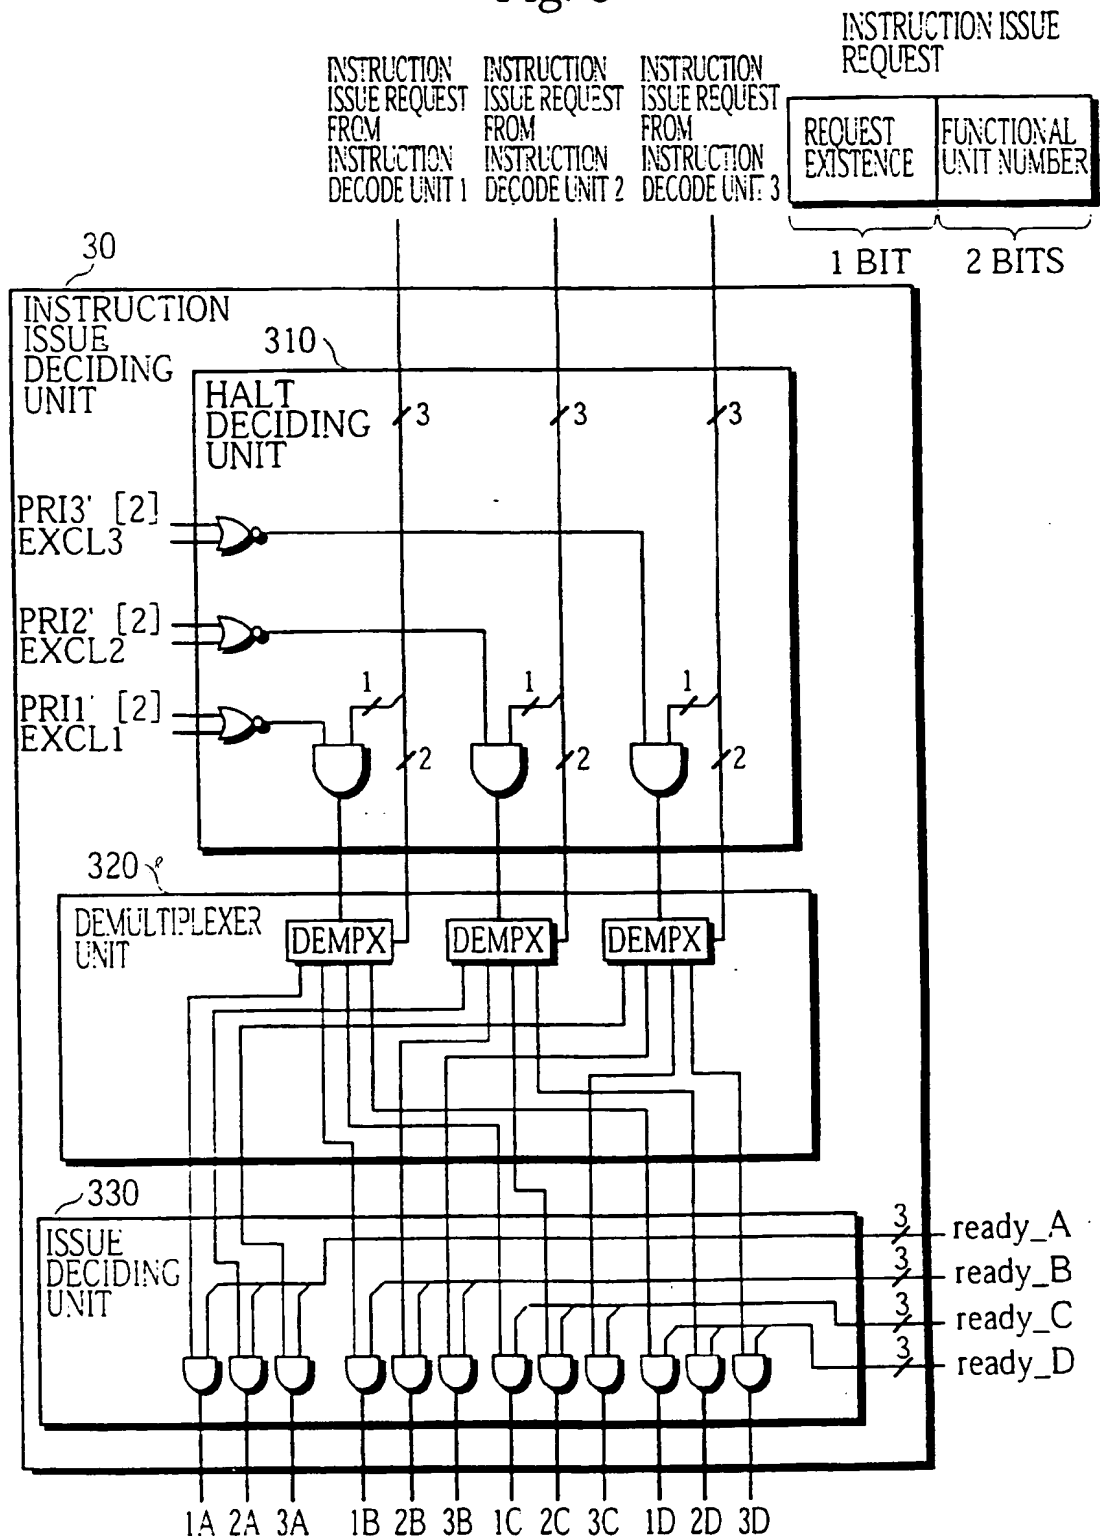 INSTRUCTION ISSUE
REQUEST
REQUEST
EXISTENCE
FUNCTIONAL
UNIT NUMBER
1 BIT
2 BITS
INSTRUCTION
ISSUE REQUEST
FROM
INSTRUCTION
DECODE UNIT 1
INSTRUCTION
ISSUE REQUEST
FROM
INSTRUCTION
DECODE UNIT 2
INSTRUCTION
ISSUE REQUEST
FROM
INSTRUCTION
DECODE UNIT 3
30
INSTRUCTION
ISSUE
DECIDING
UNIT
310
HALT
DECIDING
UNIT
3
3
3
PRI3' [2]
EXCL3
PRI2' [2]
EXCL2
PRI1' [2]
EXCL1
1
1
1
2
2
2
320
DEMULTIPLEXER
UNIT
DEMPX
DEMPX
DEMPX
330
ISSUE
DECIDING
UNIT
3
ready_A
3
ready_B
3
ready_C
3
ready_D
1A 2A 3A 1B 2B 3B 1C 2C 3C 1D 2D 3D